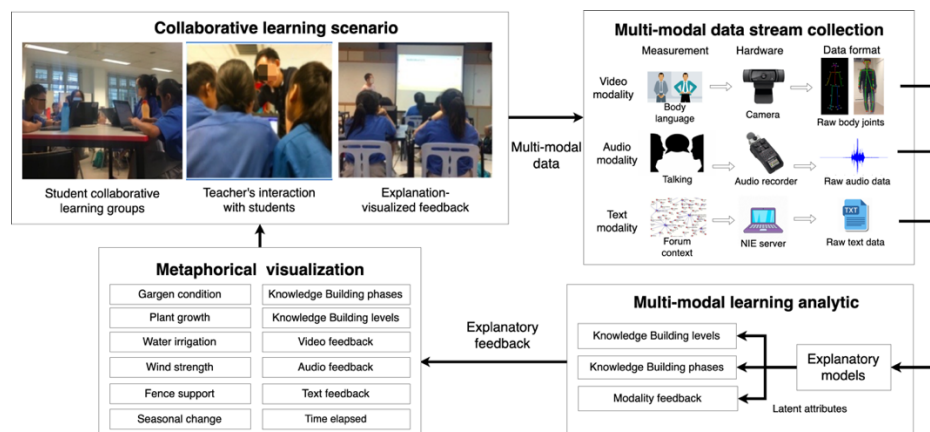 Collaborative learning scenario
Student collaborative
learning groups
Teacher's interaction
with students
Explanation-
visualized feedback
Multi-modal
data
Multi-modal data stream collection
Measurement
Hardware
Data format
Video
modality
Body
language
Camera
Raw body joints
Audio
modality
Talking
Audio recorder
Raw audio data
Text
modality
Forum
context
NIE server
TXT
Raw text data
Metaphorical visualization
Gargen condition
Knowledge Building phases
Plant growth
Knowledge Building levels
Water irrigation
Video feedback
Wind strength
Audio feedback
Fence support
Text feedback
Seasonal change
Time elapsed
Explanatory
feedback
Multi-modal learning analytic
Knowledge Building levels
Knowledge Building phases
Modality feedback
Explanatory
models
Latent attributes